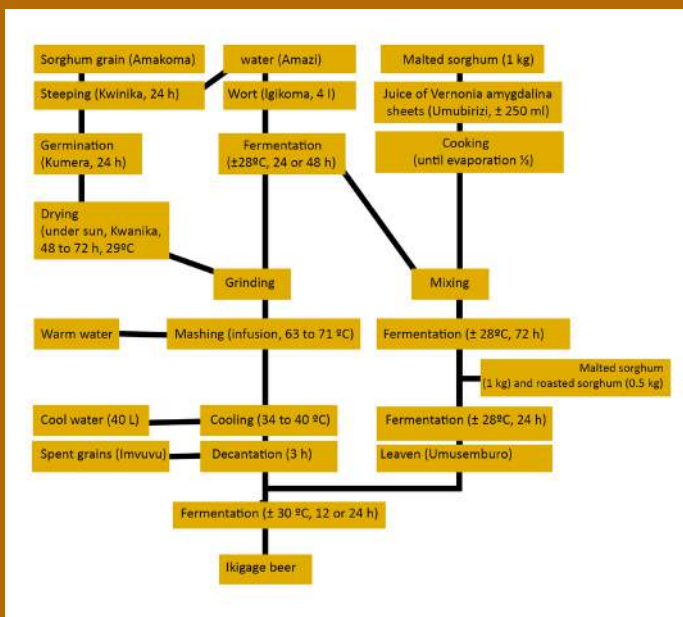 Sorghum grain (Amakoma)
water (Amazi)
Malted sorghum (1 kg)
Steeping (Kwinika, 24 h)
Wort (Igikoma, 4 l)
Juice of Vernonia amygdalina
sheets (Umubirizi, ± 250 ml)
Germination
(Kumera, 24 h)
Fermentation
(±28ºC, 24 or 48 h)
Cooking
(until evaporation ⅓)
Drying
(under sun, Kwanika,
48 to 72 h, 29ºC
Grinding
Mixing
Warm water
Mashing (infusion, 63 to 71 ºC)
Fermentation (± 28ºC, 72 h)
Malted sorghum
(1 kg) and roasted sorghum (0.5 kg)
Cool water (40 L)
Cooling (34 to 40 ºC)
Fermentation (± 28ºC, 24 h)
Spent grains (Imvuvu)
Decantation (3 h)
Leaven (Umusemburo)
Fermentation (± 30 ºC, 12 or 24 h)
Ikigage beer